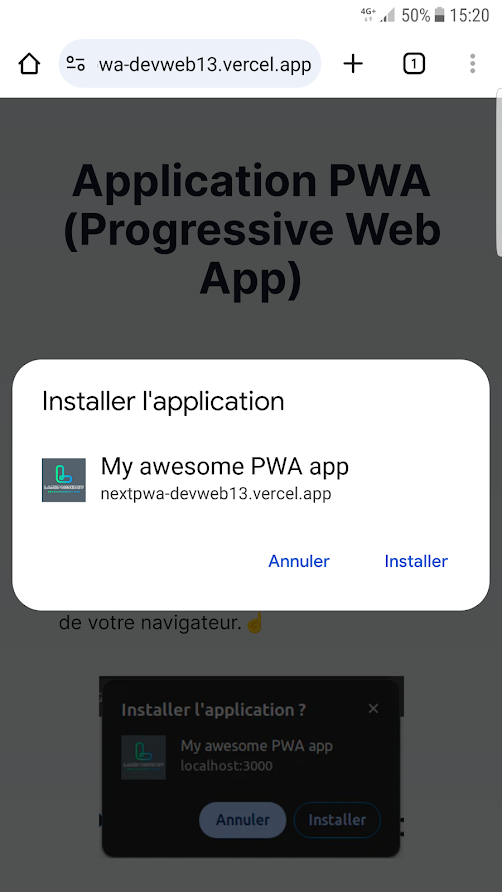 4G+ 50% 15:20
wa-devweb13.vercel.app 1
Application PWA
(Progressive Web
App)
Installer l'application
My awesome PWA app
nextpwa-devweb13.vercel.app
Annuler Installer
de votre navigateur.☝
Installer l'application ? ×
My awesome PWA app
localhost:3000
Annuler Installer